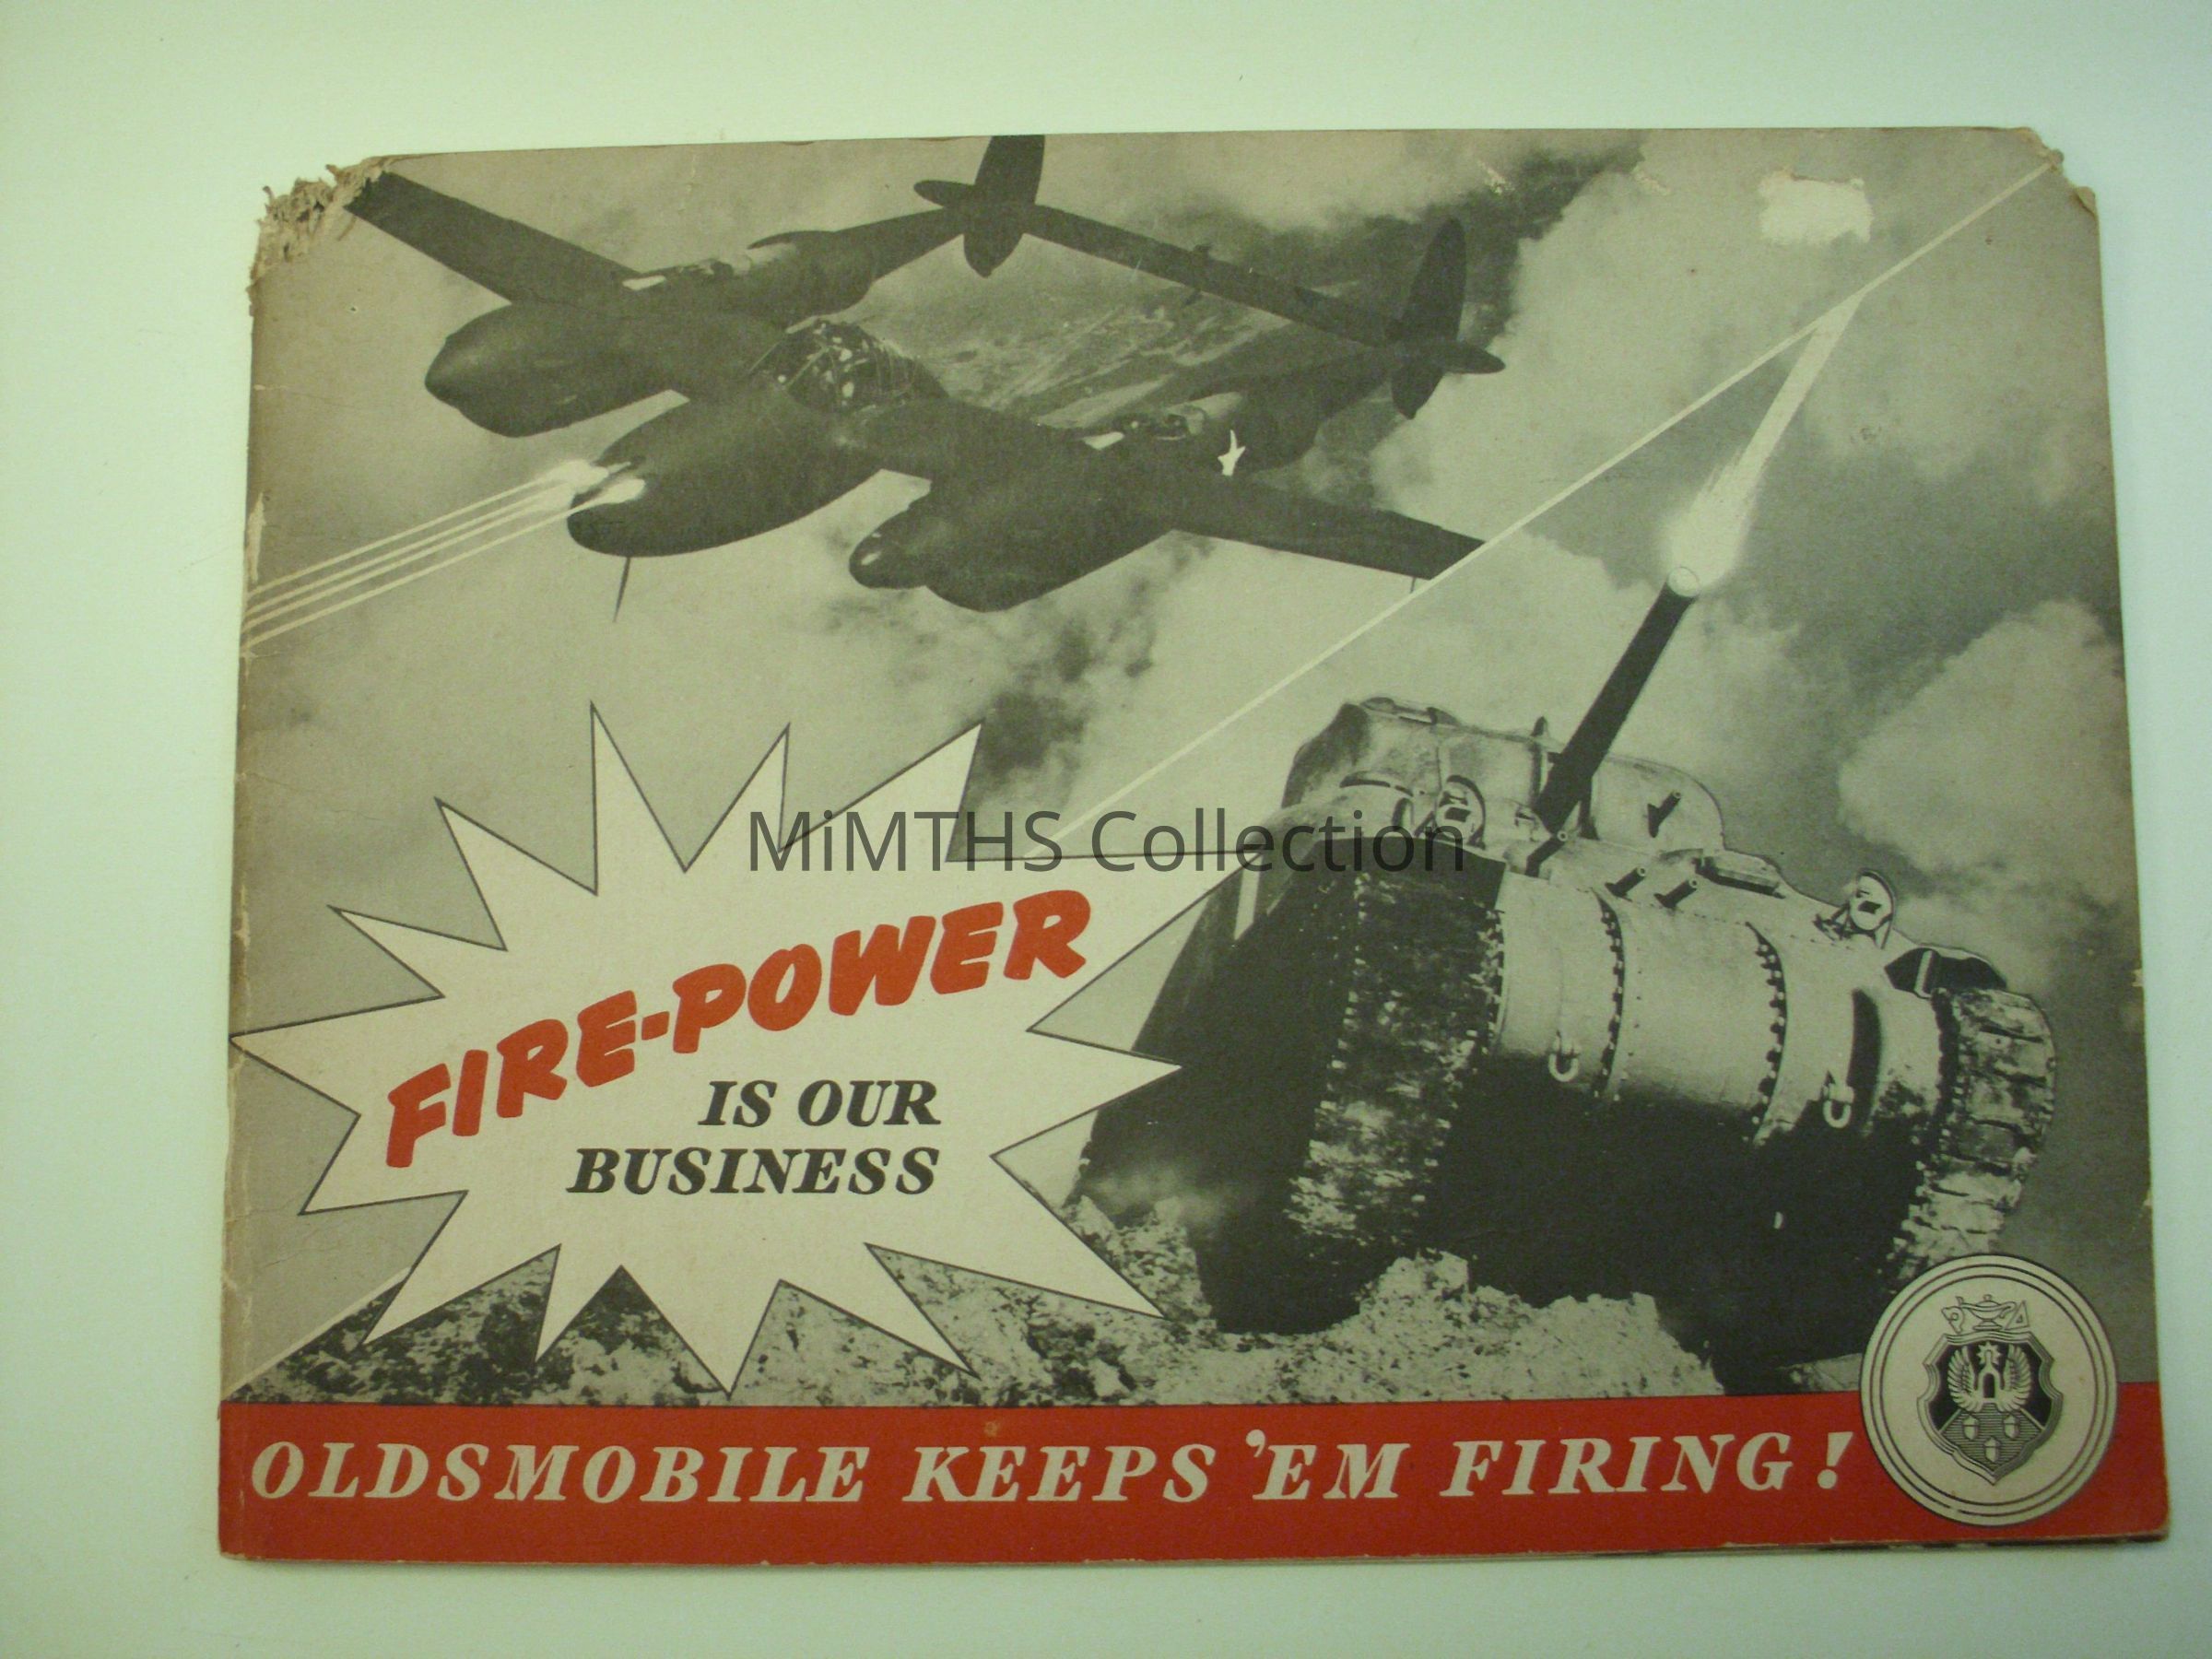 MiMTHS Collection
FIRE-POWER
IS OUR
BUSINESS
OLDSMOBILE KEEPS 'EM FIRING!